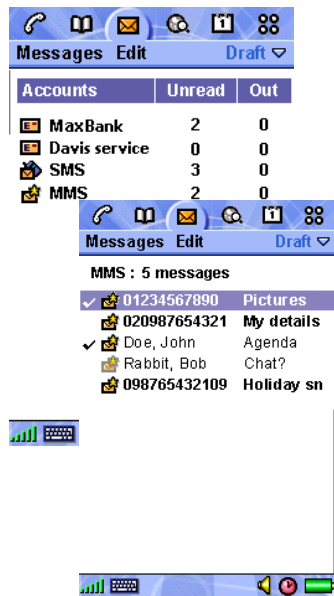 Messages Edit Draft
Accounts Unread Out
MaxBank 2 0
Davis service 0 0
SMS 3 0
MMS 2 0
Messages Edit Draft
MMS : 5 messages
01234567890 Pictures
020987654321 My details
Doe, John Agenda
Rabbit, Bob Chat?
098765432109 Holiday sn